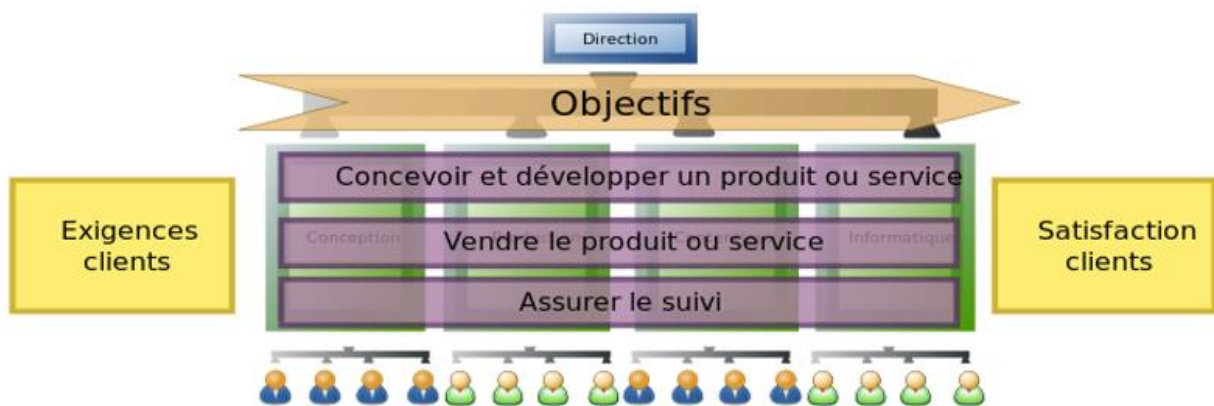 Direction
Objectifs
Concevoir et développer un produit ou service
Exigences
clients
Conception
Vendre le produit ou service
Informatique
Satisfaction
clients
Assurer le suivi